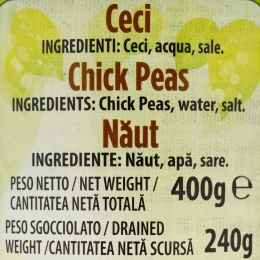 Ceci
INGREDIENTI: Ceci, acqua, sale.
Chick Peas
INGREDIENTS: Chick Peas, water, salt.
Năut
INGREDIENTE: Năut, apă, sare.
PESO NETTO / NET WEIGHT /
CANTITATEA NETĂ TOTALĂ 400g ℮
PESO SGOCCIOLATO / DRAINED
WEIGHT /CANTITATEA NETĂ SCURSĂ 240g